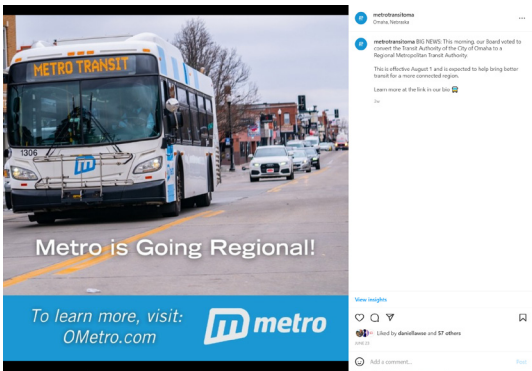 METRO TRANSIT
1306
Metro is Going Regional!
To learn more, visit:
OMetro.com
metro
metrotransitoma
Omaha, Nebraska
metrotransitoma BIG NEWS: This morning, our Board voted to
convert the Transit Authority of the City of Omaha to a
Regional Metropolitan Transit Authority.
This is effective August 1 and is expected to help bring better
transit for a more connected region.
Learn more at the link in our bio 🚍
View insights
Liked by daniellawee and 57 others
JUNE 23
Add a comment...
Post